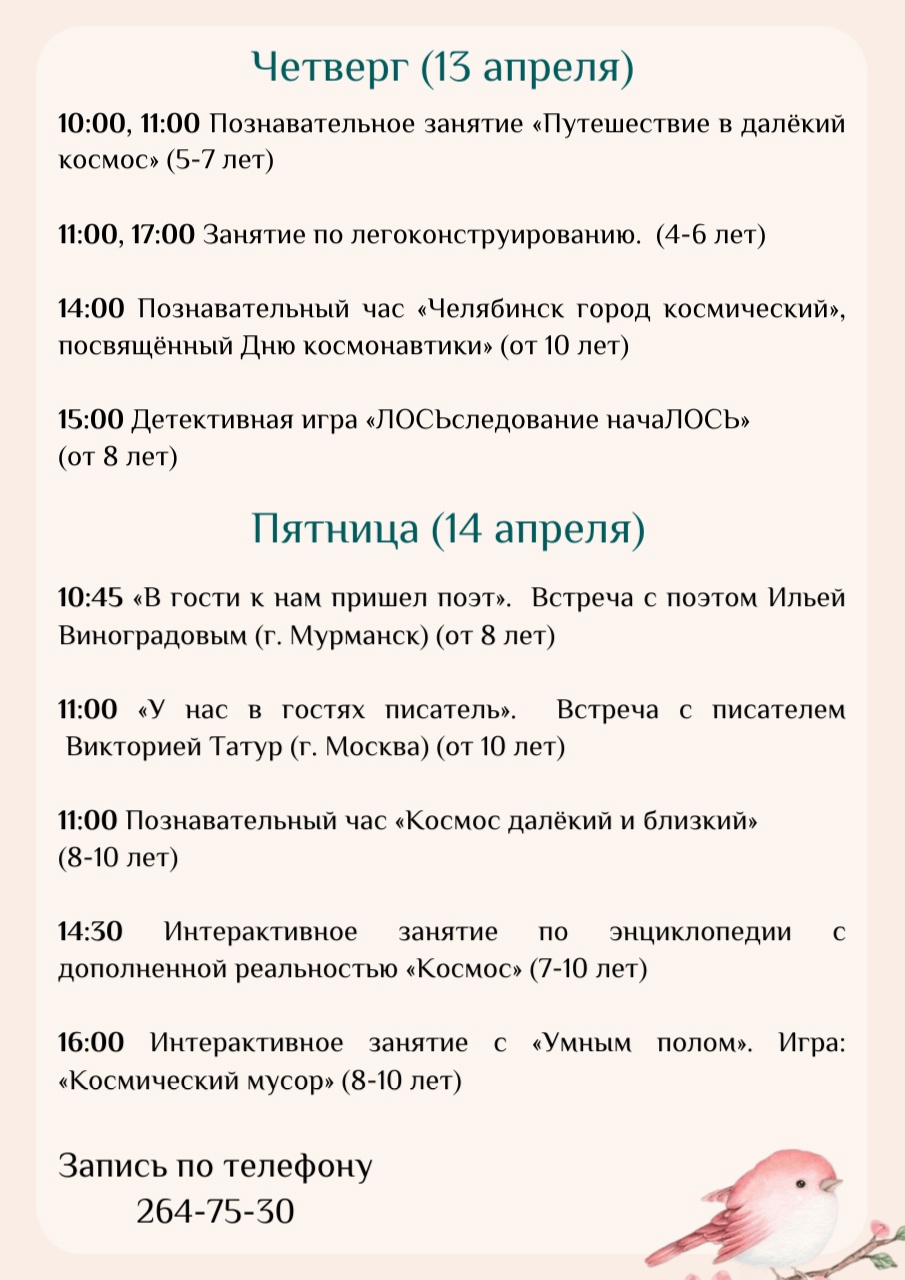 Четверг (13 апреля)
10:00, 11:00 Познавательное занятие «Путешествие в далёкий
космос» (5-7 лет)
11:00, 17:00 Занятие по легоконструированию. (4-6 лет)
14:00 Познавательный час «Челябинск город космический»,
посвящённый Дню космонавтики» (от 10 лет)
15:00 Детективная игра «ЛОСЬследование начаЛОСЬ»
(от 8 лет)
Пятница (14 апреля)
10:45 «В гости к нам пришел поэт». Встреча с поэтом Ильей
Виноградовым (г. Мурманск) (от 8 лет)
11:00 «У нас в гостях писатель». Встреча с писателем
Викторией Татур (г. Москва) (от 10 лет)
11:00 Познавательный час «Космос далёкий и близкий»
(8-10 лет)
14:30 Интерактивное занятие по энциклопедии с
дополненной реальностью «Космос» (7-10 лет)
16:00 Интерактивное занятие с «Умным полом». Игра:
«Космический мусор» (8-10 лет)
Запись по телефону
264-75-30